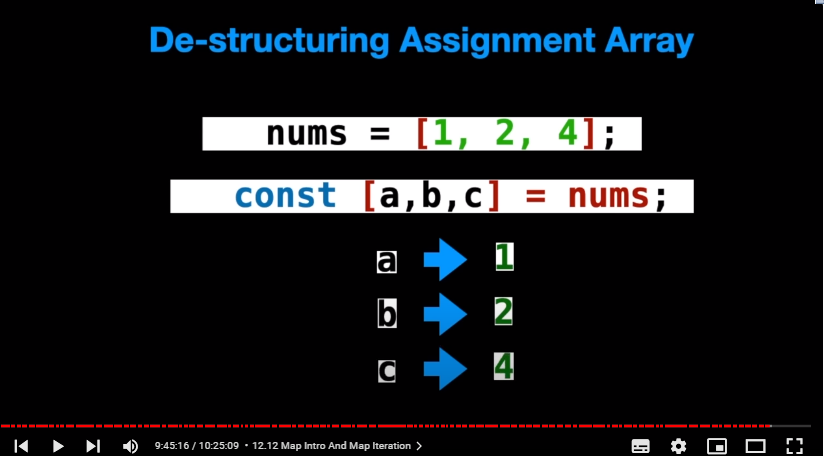 De-structuring Assignment Array
nums = [1, 2, 4];
const [a,b,c] = nums;
a 1
b 2
c 4
9:45:16 / 10:25:09 • 12.12 Map Intro And Map Iteration >